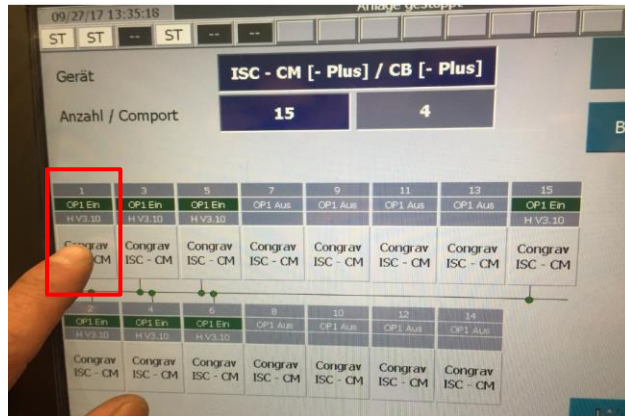 09/27/17 13:35:18
Anlage gestoppt
ST ST -- ST -- --
Gerät ISC - CM [- Plus] / CB [- Plus]
Anzahl / Comport 15 4
B
1 3 5 7 9 11 13 15
OP1 Ein OP1 Ein OP1 Ein OP1 Aus OP1 Aus OP1 Aus OP1 Aus OP1 Ein
H V3.10 H V3.10 H V3.10 H V3.10
Congrav Congrav Congrav Congrav Congrav Congrav Congrav
CM ISC - CM ISC - CM ISC - CM ISC - CM ISC - CM ISC - CM ISC - CM
2 4 6 8 10 12 14
OP1 Ein OP1 Ein OP1 Ein OP1 Aus OP1 Aus OP1 Aus OP1 Aus
H V3.10 H V3.10 H V3.10
Congrav Congrav Congrav Congrav Congrav Congrav Congrav
ISC - CM ISC - CM ISC - CM ISC - CM ISC - CM ISC - CM ISC - CM